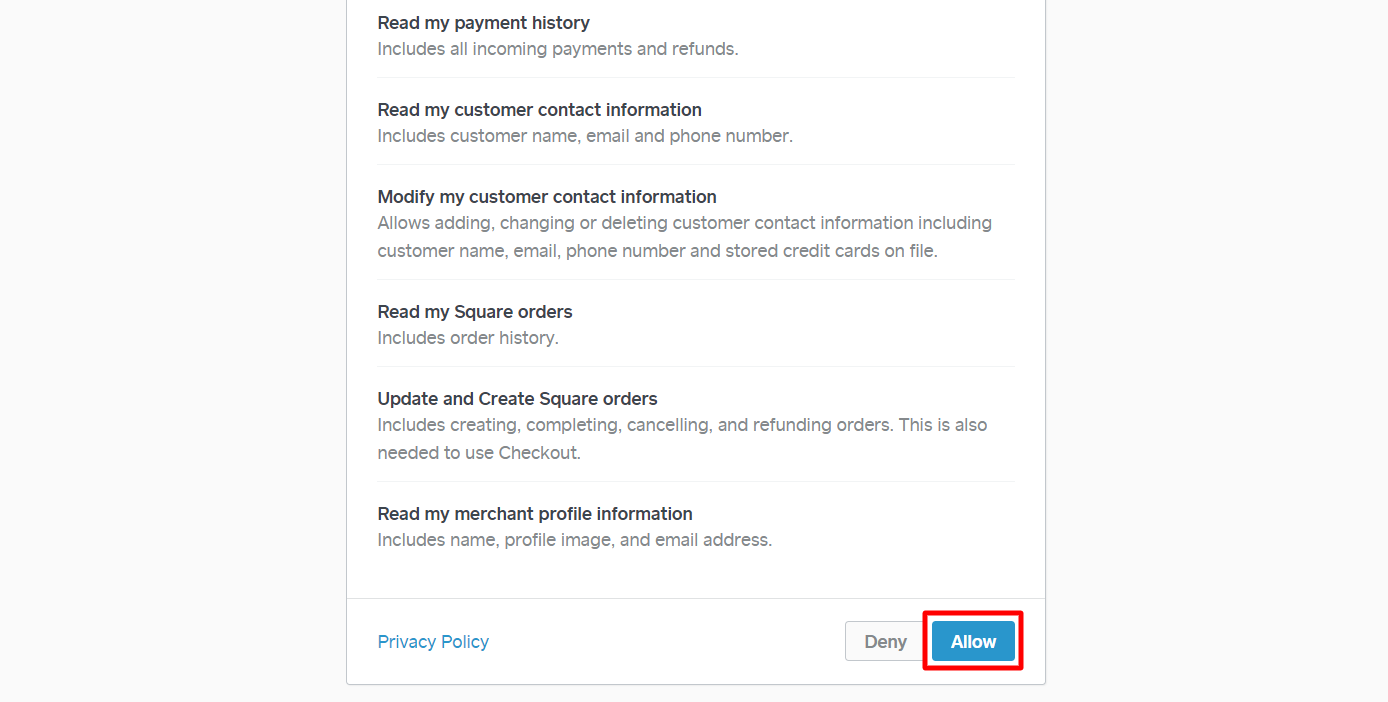 Read my payment history
Includes all incoming payments and refunds.
Read my customer contact information
Includes customer name, email and phone number.
Modify my customer contact information
Allows adding, changing or deleting customer contact information including
customer name, email, phone number and stored credit cards on file.
Read my Square orders
Includes order history.
Update and Create Square orders
Includes creating, completing, cancelling, and refunding orders. This is also
needed to use Checkout.
Read my merchant profile information
Includes name, profile image, and email address.
Privacy Policy Deny Allow